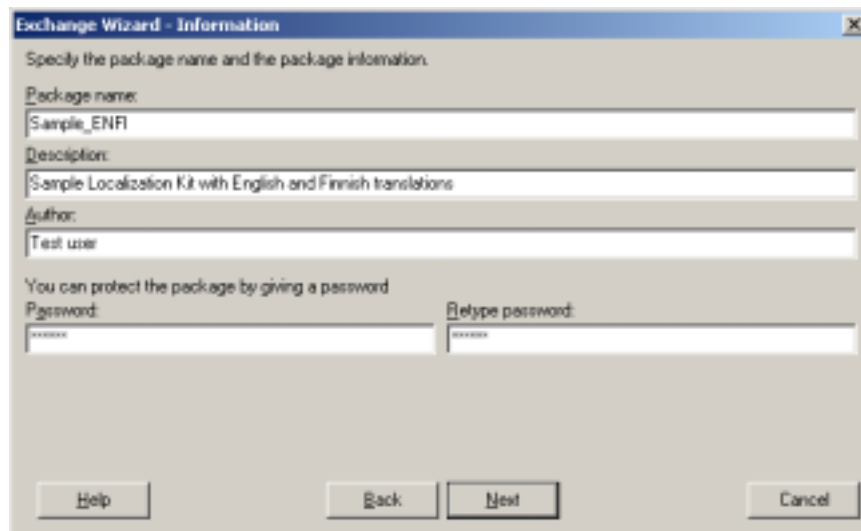 Exchange Wizard - Information
Specify the package name and the package information.
Package name:
Sample_ENFI
Description:
Sample Localization Kit with English and Finnish translations
Author:
Test user
You can protect the package by giving a password
Password: Retype password:
******* *******
Help Back Next Cancel